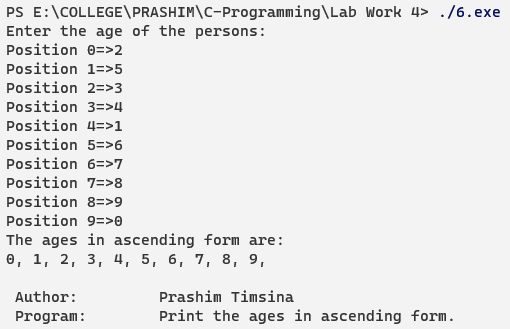 PS E:\COLLEGE\PRASHIM\C-Programming\Lab Work 4> ./6.exe
Enter the age of the persons:
Position 0=>2
Position 1=>5
Position 2=>3
Position 3=>4
Position 4=>1
Position 5=>6
Position 6=>7
Position 7=>8
Position 8=>9
Position 9=>0
The ages in ascending form are:
0, 1, 2, 3, 4, 5, 6, 7, 8, 9,
Author: Prashim Timsina
Program: Print the ages in ascending form.